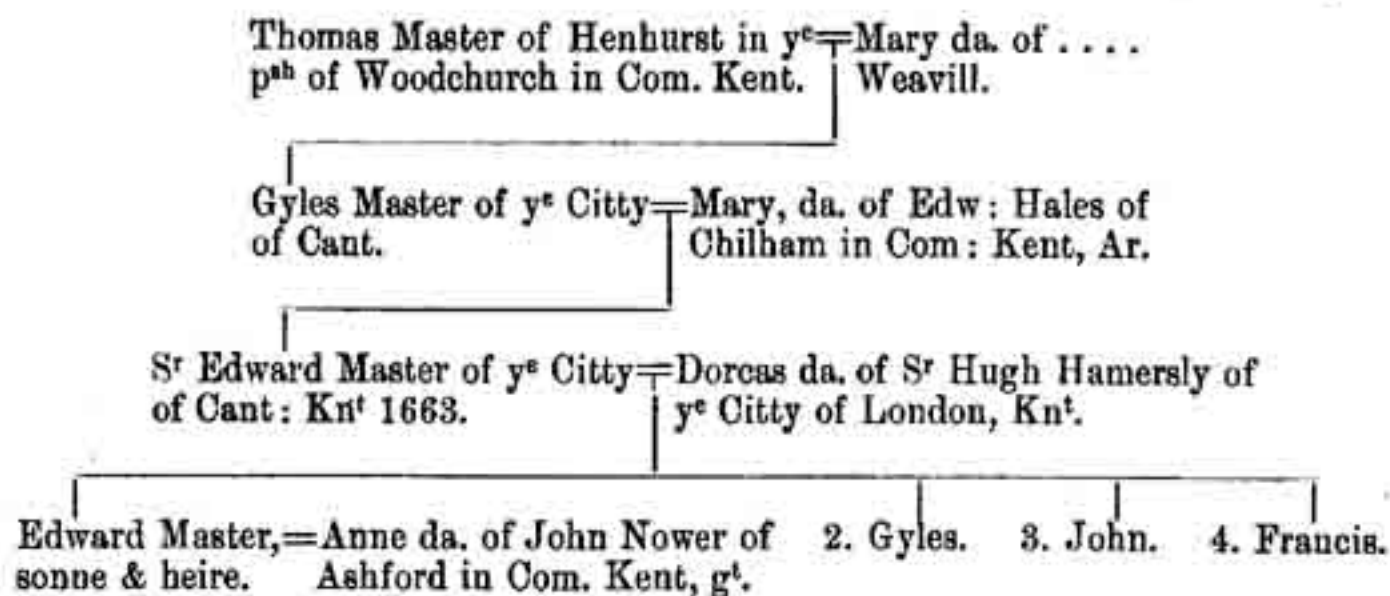 Thomas Master of Henhurst in yᵉ=Mary da. of . . . .
pˢʰ of Woodchurch in Com. Kent. Weavill.
Gyles Master of yᵉ Citty=Mary, da. of Edw: Hales of
of Cant. Chilham in Com: Kent, Ar.
Sʳ Edward Master of yᵉ Citty=Dorcas da. of Sʳ Hugh Hamersly of
of Cant: Knᵗ 1663. yᵉ Citty of London, Knᵗ.
Edward Master,=Anne da. of John Nower of 2. Gyles. 3. John. 4. Francis.
sonne & heire. Ashford in Com. Kent, gᵗ.